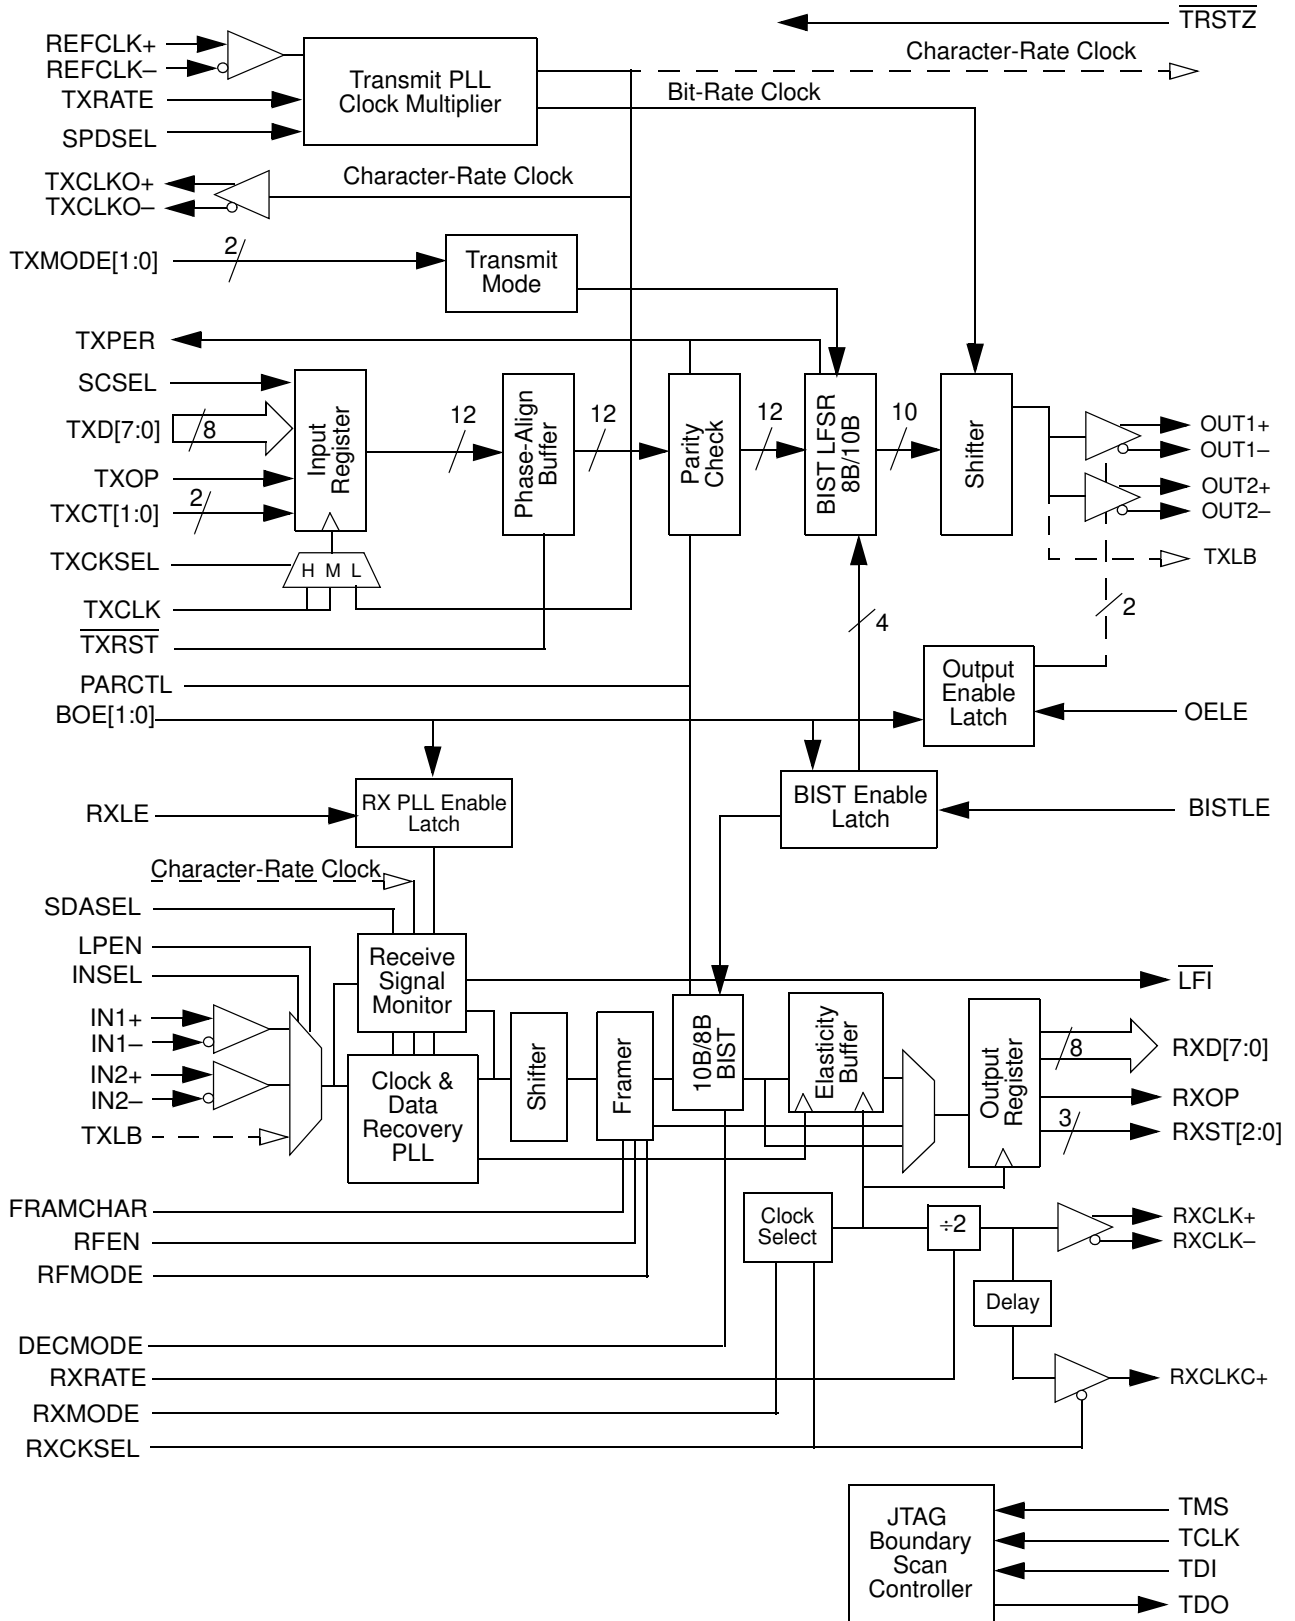 TRSTZ
REFCLK+
REFCLK–
TXRATE
SPDSEL
Transmit PLL
Clock Multiplier
Character-Rate Clock
Bit-Rate Clock
TXCLKO+
TXCLKO–
Character-Rate Clock
TXMODE[1:0]
2
Transmit
Mode
TXPER
SCSEL
TXD[7:0]
8
TXOP
TXCT[1:0]
2
Input
Register
12
Phase-Align
Buffer
12
Parity
Check
12
BIST LFSR
8B/10B
10
Shifter
OUT1+
OUT1–
OUT2+
OUT2–
TXLB
TXCKSEL
H M L
TXCLK
TXRST
4
2
PARCTL
BOE[1:0]
Output
Enable
Latch
OELE
RXLE
RX PLL Enable
Latch
BIST Enable
Latch
BISTLE
Character-Rate Clock
SDASEL
LPEN
INSEL
IN1+
IN1–
IN2+
IN2–
TXLB
Receive
Signal
Monitor
LFI
Clock &
Data
Recovery
PLL
Shifter
Framer
10B/8B
BIST
Elasticity
Buffer
Output
Register
8
RXD[7:0]
RXOP
3
RXST[2:0]
FRAMCHAR
RFEN
RFMODE
Clock
Select
÷2
RXCLK+
RXCLK–
Delay
DECMODE
RXRATE
RXMODE
RXCKSEL
RXCLKC+
JTAG
Boundary
Scan
Controller
TMS
TCLK
TDI
TDO